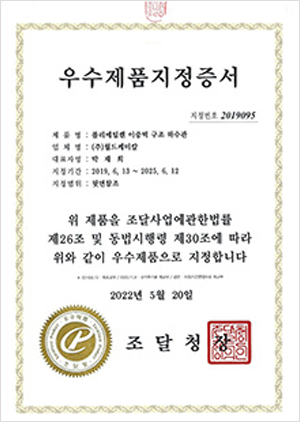 우수제품지정증서
지정번호 2019095
제 품 명 : 폴리에틸렌 이중벽 구조 하수관
업 체 명 : (주)월드케미칼
대표자명 : 박 재 희
지정기간 : 2019. 6. 13 ~ 2025. 6. 12
지정범위 : 뒷면참조
위 제품을 조달사업에관한법률
제26조 및 동법시행령 제30조에 따라
위와 같이 우수제품으로 지정합니다
2022년 5월 20일
조 달 청 장